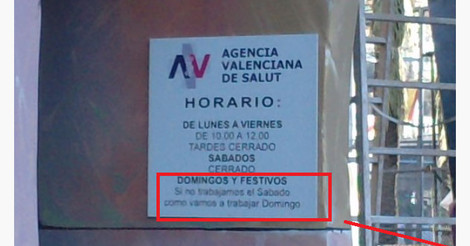 AV
AGENCIA
VALENCIANA
DE SALUT
HORARIO:
DE LUNES A VIERNES
DE 10.00 A 12.00
TARDES CERRADO
SABADOS
CERRADO
DOMINGOS Y FESTIVOS
Si no trabajamos el Sabado
como vamos a trabajar Domingo